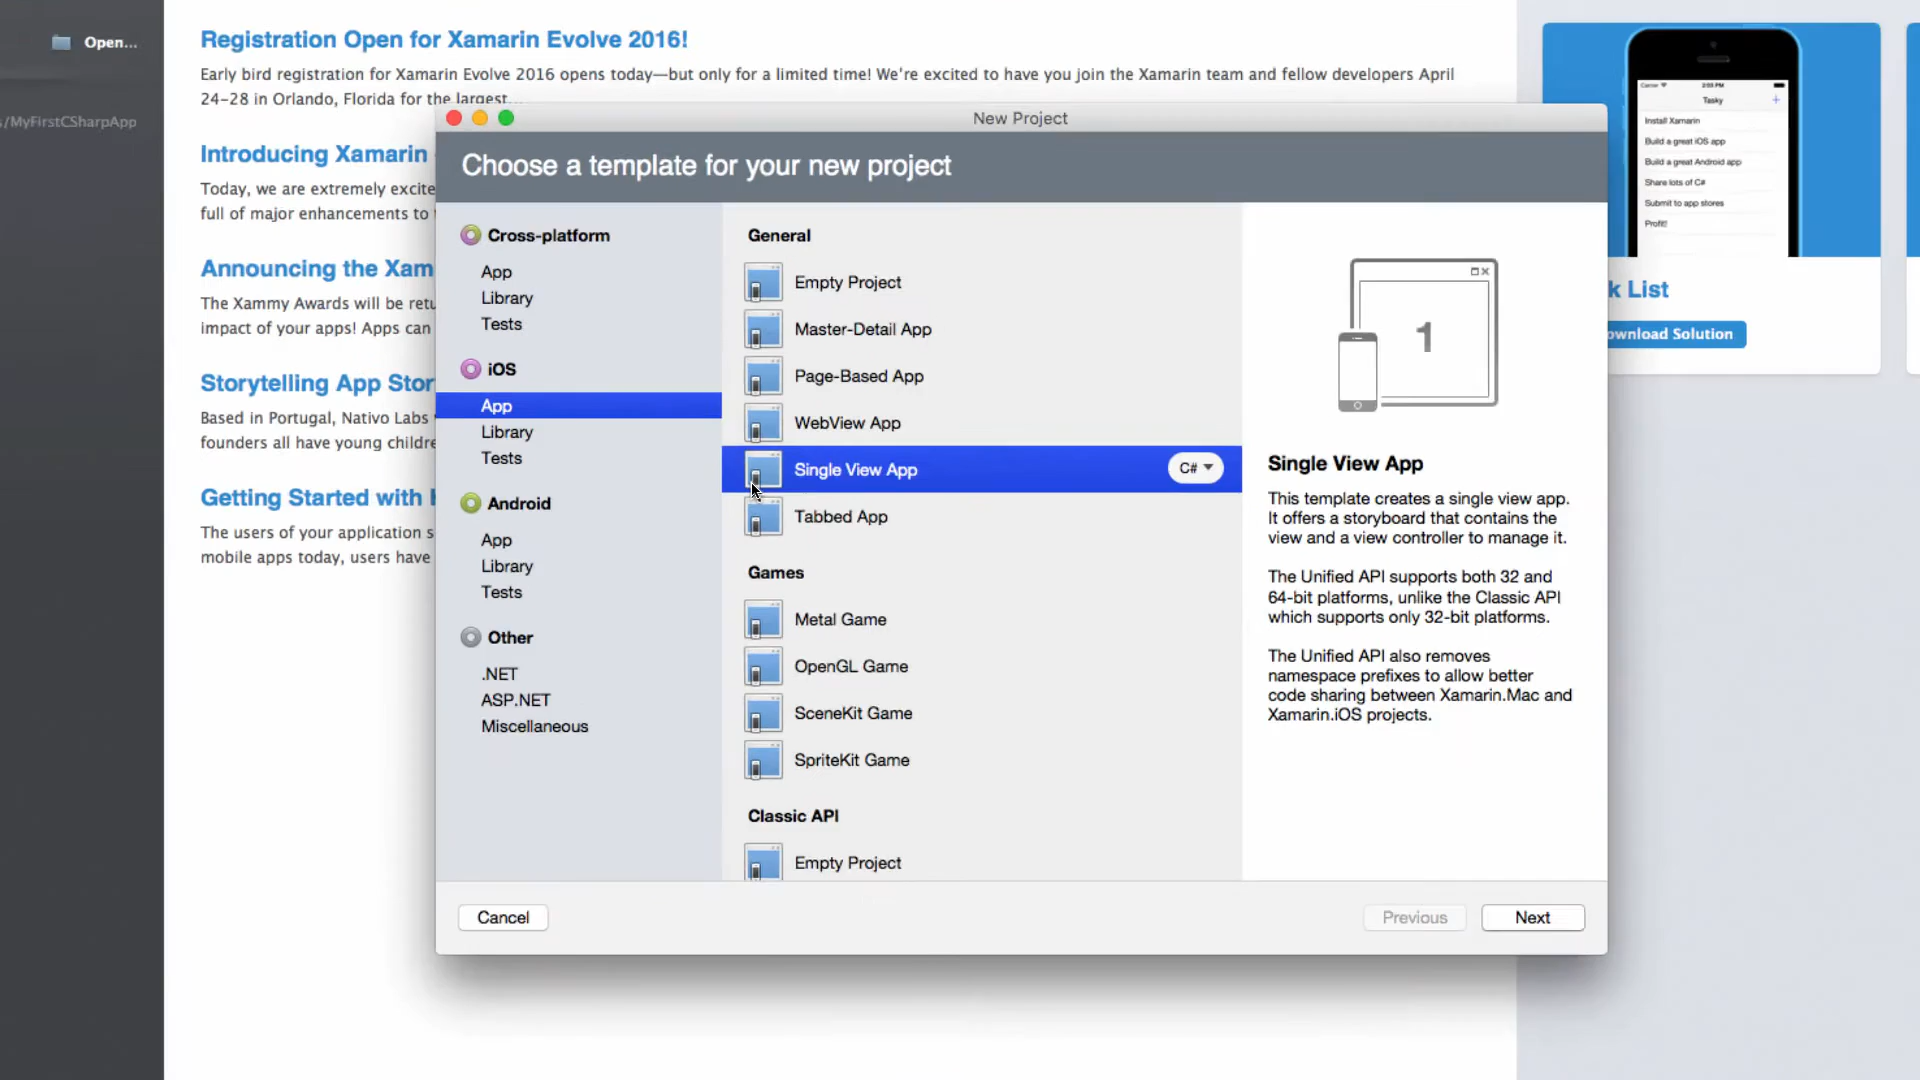 Open...
s/MyFirstCSharpApp
Registration Open for Xamarin Evolve 2016!
Early bird registration for Xamarin Evolve 2016 opens today—but only for a limited time! We're excited to have you join the Xamarin team and fellow developers April
24–28 in Orlando, Florida for the largest...
Introducing Xamarin
Today, we are extremely excite
full of major enhancements to
Announcing the Xam
The Xammy Awards will be retu
impact of your apps! Apps can
Storytelling App Stor
Based in Portugal, Nativo Labs
founders all have young childre
Getting Started with
The users of your application s
mobile apps today, users have
New Project
Choose a template for your new project
Cross-platform
App
Library
Tests
iOS
App
Library
Tests
Android
App
Library
Tests
Other
.NET
ASP.NET
Miscellaneous
General
Empty Project
Master-Detail App
Page-Based App
WebView App
Single View App
C#
Tabbed App
Games
Metal Game
OpenGL Game
SceneKit Game
SpriteKit Game
Classic API
Empty Project
1
Single View App
This template creates a single view app.
It offers a storyboard that contains the
view and a view controller to manage it.
The Unified API supports both 32 and
64-bit platforms, unlike the Classic API
which supports only 32-bit platforms.
The Unified API also removes
namespace prefixes to allow better
code sharing between Xamarin.Mac and
Xamarin.iOS projects.
Cancel
Previous
Next
Tasky
Install Xamarin
Build a great iOS app
Build a great Android app
Share lots of C#
Submit to app stores
Profit!
k List
ownload Solution